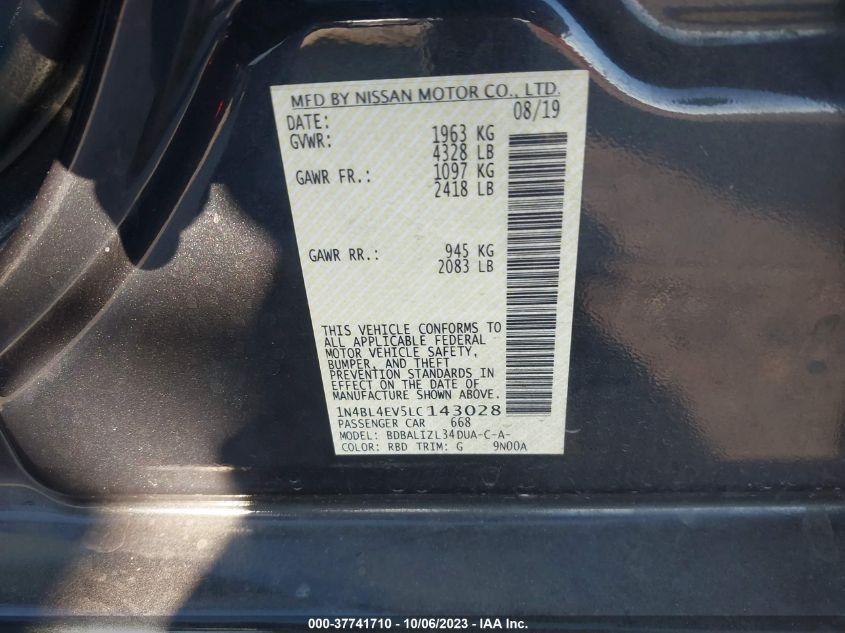 MFD BY NISSAN MOTOR CO., LTD.
DATE: 08/19
GVWR: 1963 KG
4328 LB
GAWR FR.: 1097 KG
2418 LB
GAWR RR.: 945 KG
2083 LB
THIS VEHICLE CONFORMS TO
ALL APPLICABLE FEDERAL
MOTOR VEHICLE SAFETY,
BUMPER, AND THEFT
PREVENTION STANDARDS IN
EFFECT ON THE DATE OF
MANUFACTURE SHOWN ABOVE.
1N4BL4EV5LC143028
PASSENGER CAR 668
MODEL: BDBALIZL34DUA-C-A-
COLOR: RBD TRIM: G 9N00A
000-37741710 - 10/06/2023 - IAA Inc.